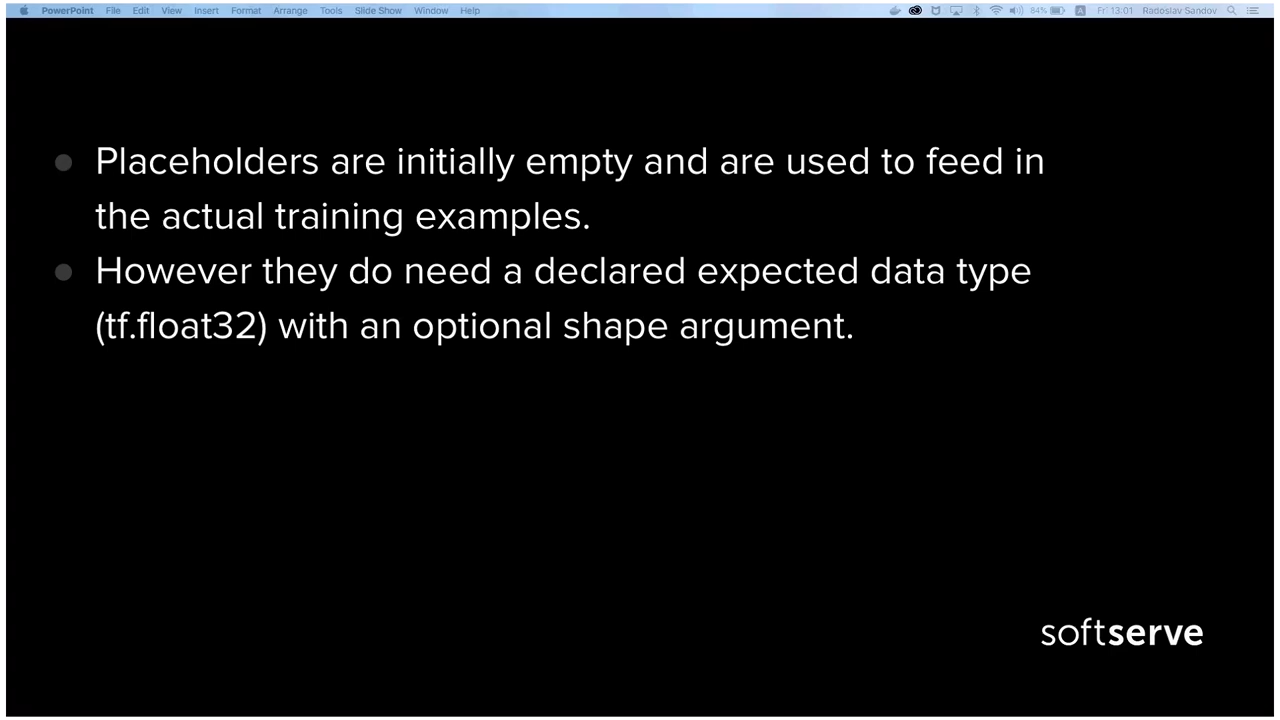 PowerPoint File Edit View Insert Format Arrange Tools Slide Show Window Help 84% A Fri 13:01 Radoslav Sandov
Placeholders are initially empty and are used to feed in
the actual training examples.
However they do need a declared expected data type
(tf.float32) with an optional shape argument.
softserve